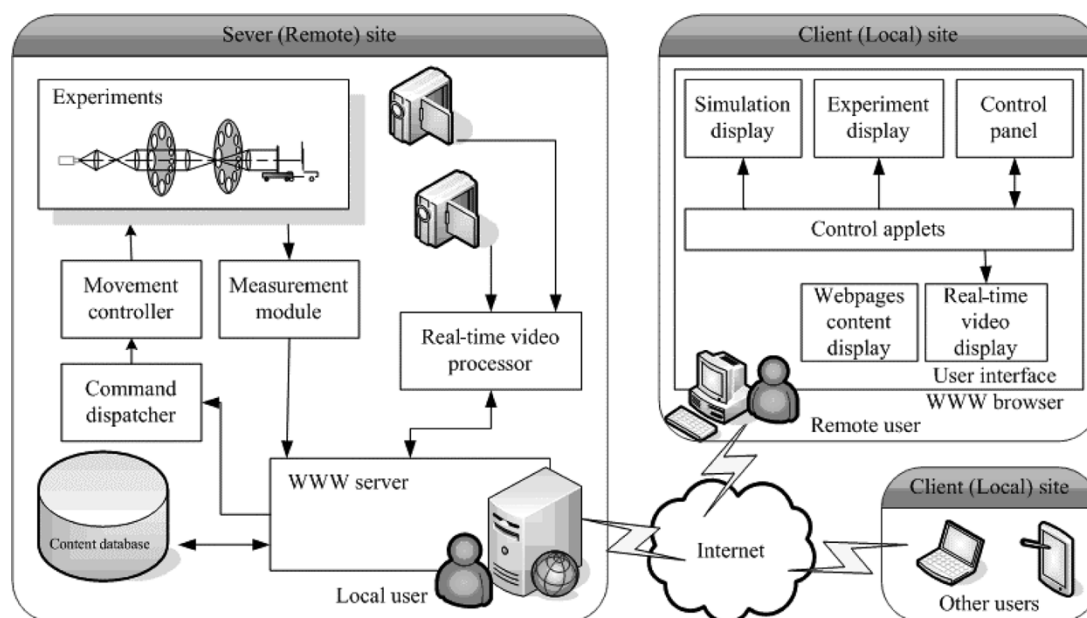 Sever (Remote) site
Experiments
Movement
controller
Measurement
module
Real-time video
processor
Command
dispatcher
WWW server
Content database
Local user
Client (Local) site
Simulation
display
Experiment
display
Control
panel
Control applets
Webpages
content
display
Real-time
video
display
User interface
WWW browser
Remote user
Internet
Client (Local) site
Other users